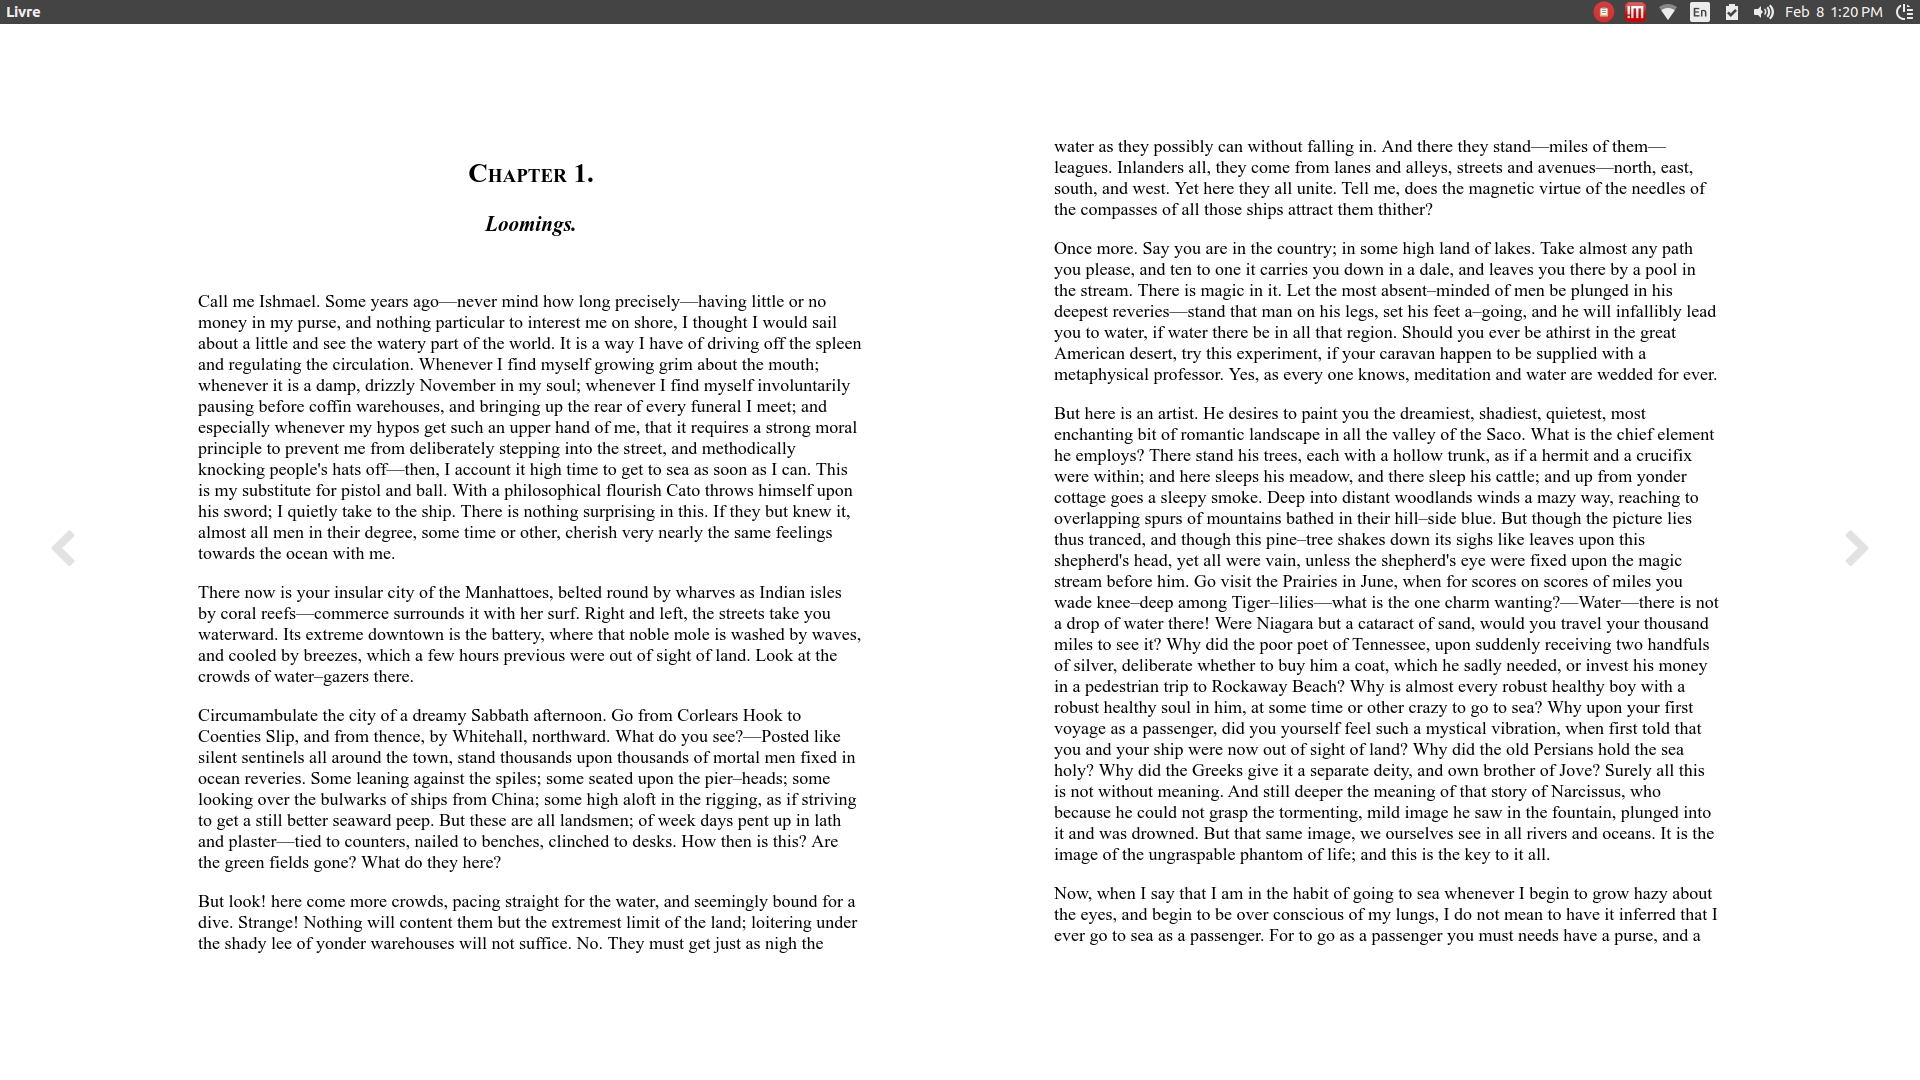 Livre
En
Feb 8 1:20 PM
CHAPTER 1.
Loomings.
Call me Ishmael. Some years ago—never mind how long precisely—having little or no
money in my purse, and nothing particular to interest me on shore, I thought I would sail
about a little and see the watery part of the world. It is a way I have of driving off the spleen
and regulating the circulation. Whenever I find myself growing grim about the mouth;
whenever it is a damp, drizzly November in my soul; whenever I find myself involuntarily
pausing before coffin warehouses, and bringing up the rear of every funeral I meet; and
especially whenever my hypos get such an upper hand of me, that it requires a strong moral
principle to prevent me from deliberately stepping into the street, and methodically
knocking people's hats off—then, I account it high time to get to sea as soon as I can. This
is my substitute for pistol and ball. With a philosophical flourish Cato throws himself upon
his sword; I quietly take to the ship. There is nothing surprising in this. If they but knew it,
almost all men in their degree, some time or other, cherish very nearly the same feelings
towards the ocean with me.
There now is your insular city of the Manhattoes, belted round by wharves as Indian isles
by coral reefs—commerce surrounds it with her surf. Right and left, the streets take you
waterward. Its extreme downtown is the battery, where that noble mole is washed by waves,
and cooled by breezes, which a few hours previous were out of sight of land. Look at the
crowds of water–gazers there.
Circumambulate the city of a dreamy Sabbath afternoon. Go from Corlears Hook to
Coenties Slip, and from thence, by Whitehall, northward. What do you see?—Posted like
silent sentinels all around the town, stand thousands upon thousands of mortal men fixed in
ocean reveries. Some leaning against the spiles; some seated upon the pier–heads; some
looking over the bulwarks of ships from China; some high aloft in the rigging, as if striving
to get a still better seaward peep. But these are all landsmen; of week days pent up in lath
and plaster—tied to counters, nailed to benches, clinched to desks. How then is this? Are
the green fields gone? What do they here?
But look! here come more crowds, pacing straight for the water, and seemingly bound for a
dive. Strange! Nothing will content them but the extremest limit of the land; loitering under
the shady lee of yonder warehouses will not suffice. No. They must get just as nigh the
water as they possibly can without falling in. And there they stand—miles of them—
leagues. Inlanders all, they come from lanes and alleys, streets and avenues—north, east,
south, and west. Yet here they all unite. Tell me, does the magnetic virtue of the needles of
the compasses of all those ships attract them thither?
Once more. Say you are in the country; in some high land of lakes. Take almost any path
you please, and ten to one it carries you down in a dale, and leaves you there by a pool in
the stream. There is magic in it. Let the most absent–minded of men be plunged in his
deepest reveries—stand that man on his legs, set his feet a–going, and he will infallibly lead
you to water, if water there be in all that region. Should you ever be athirst in the great
American desert, try this experiment, if your caravan happen to be supplied with a
metaphysical professor. Yes, as every one knows, meditation and water are wedded for ever.
But here is an artist. He desires to paint you the dreamiest, shadiest, quietest, most
enchanting bit of romantic landscape in all the valley of the Saco. What is the chief element
he employs? There stand his trees, each with a hollow trunk, as if a hermit and a crucifix
were within; and here sleeps his meadow, and there sleep his cattle; and up from yonder
cottage goes a sleepy smoke. Deep into distant woodlands winds a mazy way, reaching to
overlapping spurs of mountains bathed in their hill–side blue. But though the picture lies
thus tranced, and though this pine–tree shakes down its sighs like leaves upon this
shepherd's head, yet all were vain, unless the shepherd's eye were fixed upon the magic
stream before him. Go visit the Prairies in June, when for scores on scores of miles you
wade knee–deep among Tiger–lilies—what is the one charm wanting?—Water—there is not
a drop of water there! Were Niagara but a cataract of sand, would you travel your thousand
miles to see it? Why did the poor poet of Tennessee, upon suddenly receiving two handfuls
of silver, deliberate whether to buy him a coat, which he sadly needed, or invest his money
in a pedestrian trip to Rockaway Beach? Why is almost every robust healthy boy with a
robust healthy soul in him, at some time or other crazy to go to sea? Why upon your first
voyage as a passenger, did you yourself feel such a mystical vibration, when first told that
you and your ship were now out of sight of land? Why did the old Persians hold the sea
holy? Why did the Greeks give it a separate deity, and own brother of Jove? Surely all this
is not without meaning. And still deeper the meaning of that story of Narcissus, who
because he could not grasp the tormenting, mild image he saw in the fountain, plunged into
it and was drowned. But that same image, we ourselves see in all rivers and oceans. It is the
image of the ungraspable phantom of life; and this is the key to it all.
Now, when I say that I am in the habit of going to sea whenever I begin to grow hazy about
the eyes, and begin to be over conscious of my lungs, I do not mean to have it inferred that I
ever go to sea as a passenger. For to go as a passenger you must needs have a purse, and a